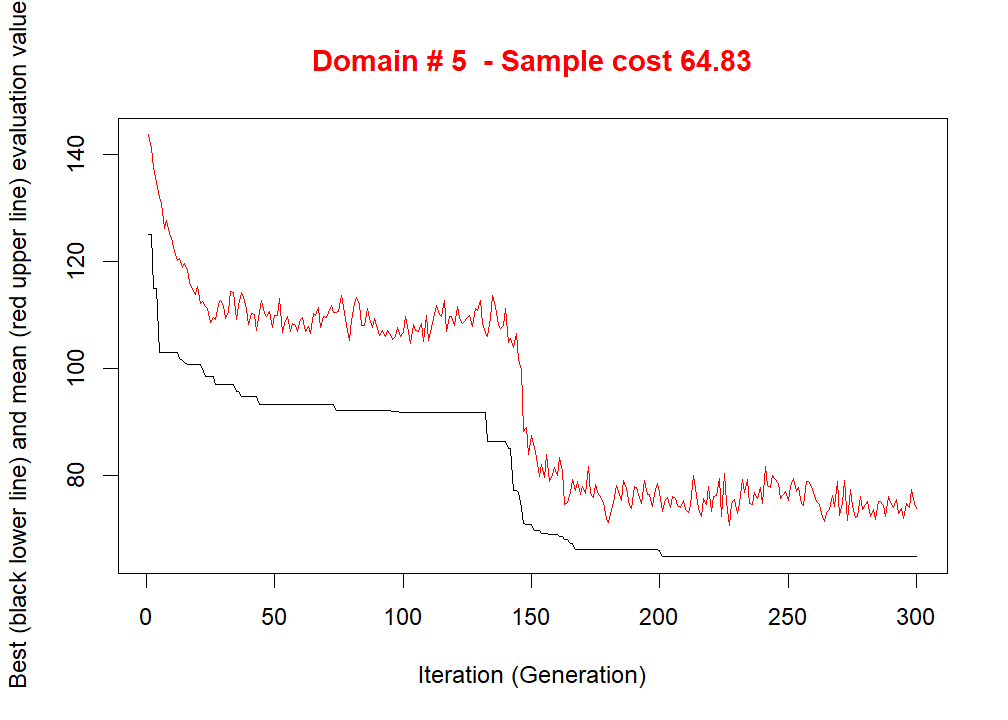 Domain # 5  - Sample cost 64.83
Best (black lower line) and mean (red upper line) evaluation value
140
120
100
80
0 50 100 150 200 250 300
Iteration (Generation)